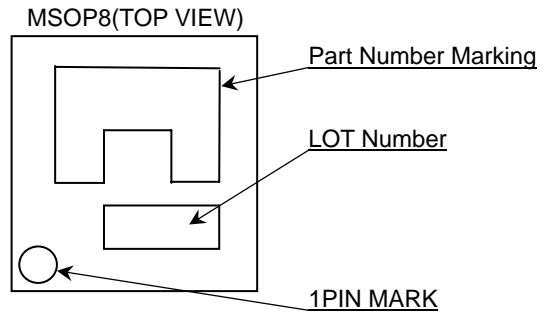 MSOP8(TOP VIEW)
Part Number Marking
LOT Number
1PIN MARK